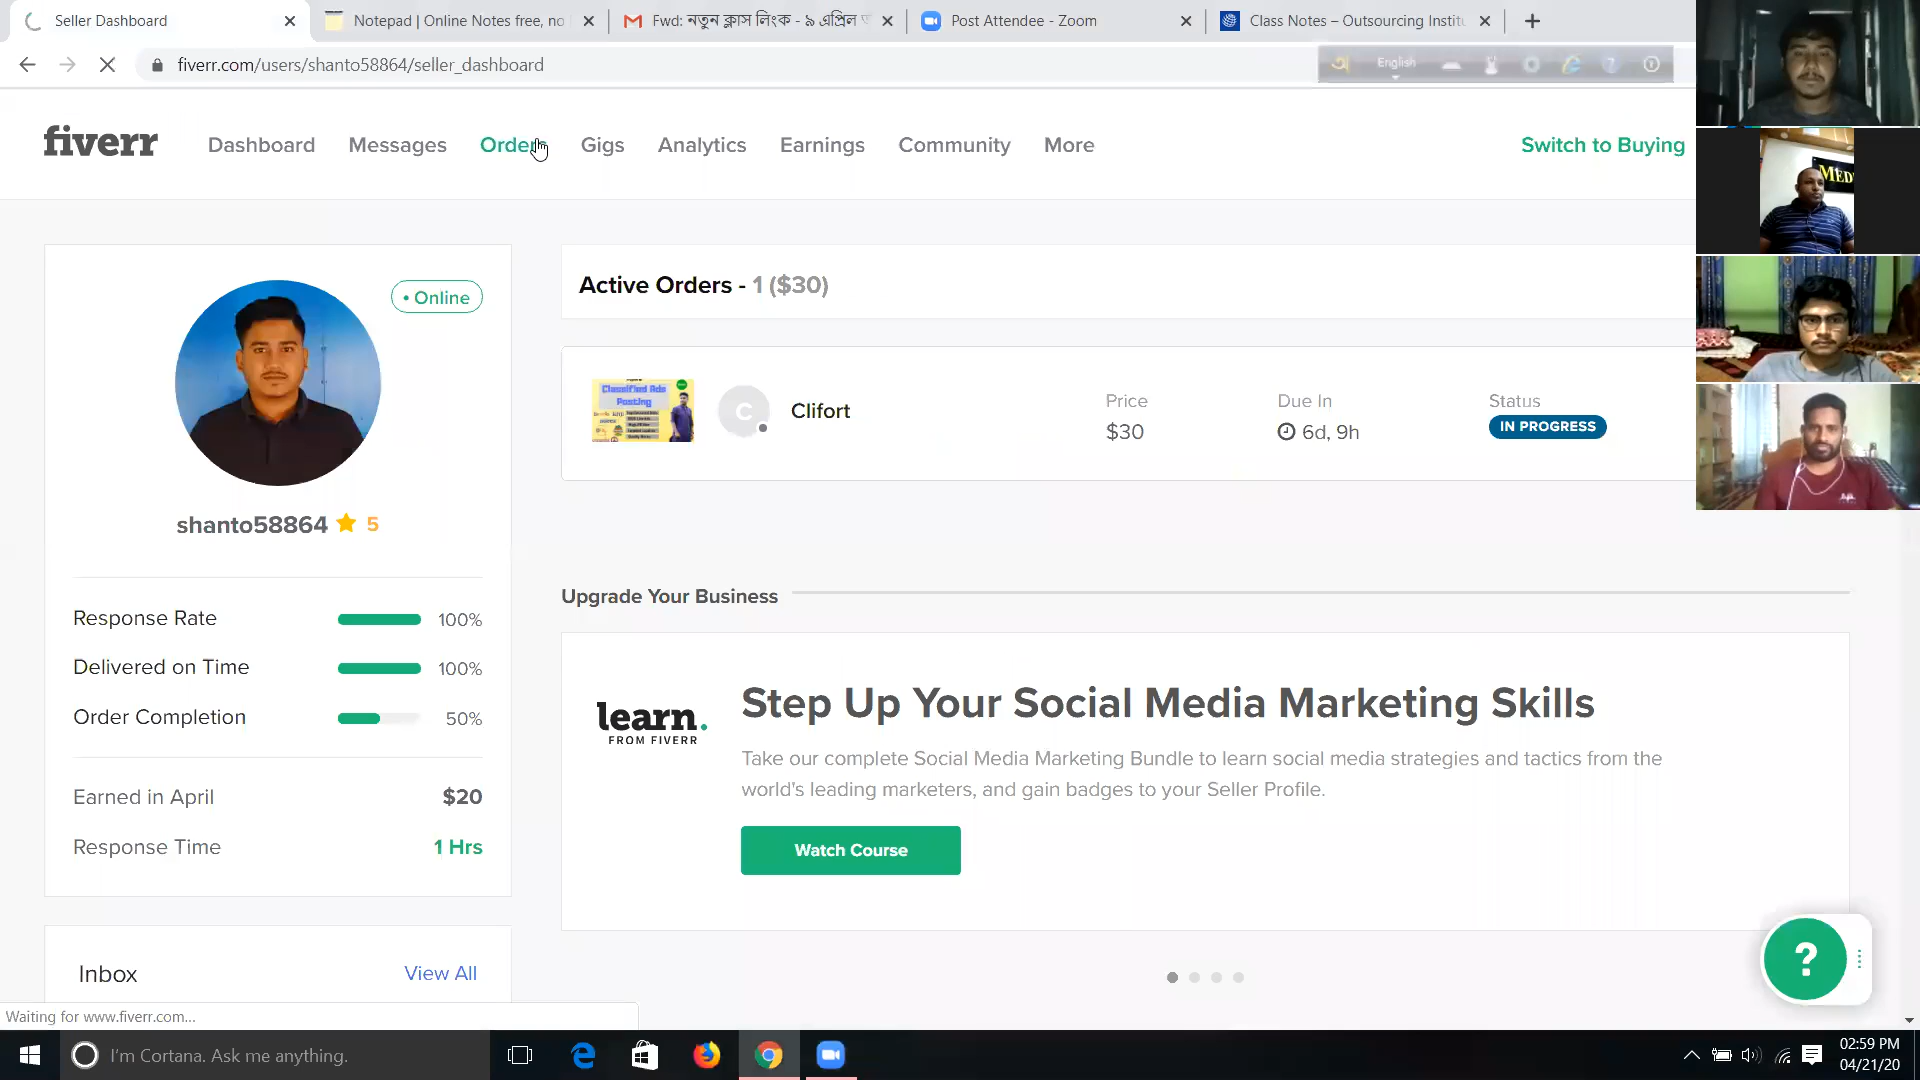 Seller Dashboard
Notepad | Online Notes free, no
Fwd: নতুন ক্লাস লিংক - ৯ এপ্রিল
Post Attendee - Zoom
Class Notes – Outsourcing Institu
fiverr.com/users/shanto58864/seller_dashboard
English
fiverr
Dashboard
Messages
Orders
Gigs
Analytics
Earnings
Community
More
Switch to Buying
• Online
shanto58864 ★ 5
Response Rate 100%
Delivered on Time 100%
Order Completion 50%
Earned in April $20
Response Time 1 Hrs
Inbox View All
Active Orders - 1 ($30)
Classified Ads
Posting
C
Clifort
Price
$30
Due In
6d, 9h
Status
IN PROGRESS
Upgrade Your Business
learn.
FROM FIVERR
Step Up Your Social Media Marketing Skills
Take our complete Social Media Marketing Bundle to learn social media strategies and tactics from the
world's leading marketers, and gain badges to your Seller Profile.
Watch Course
?
Waiting for www.fiverr.com...
I'm Cortana. Ask me anything.
02:59 PM
04/21/20